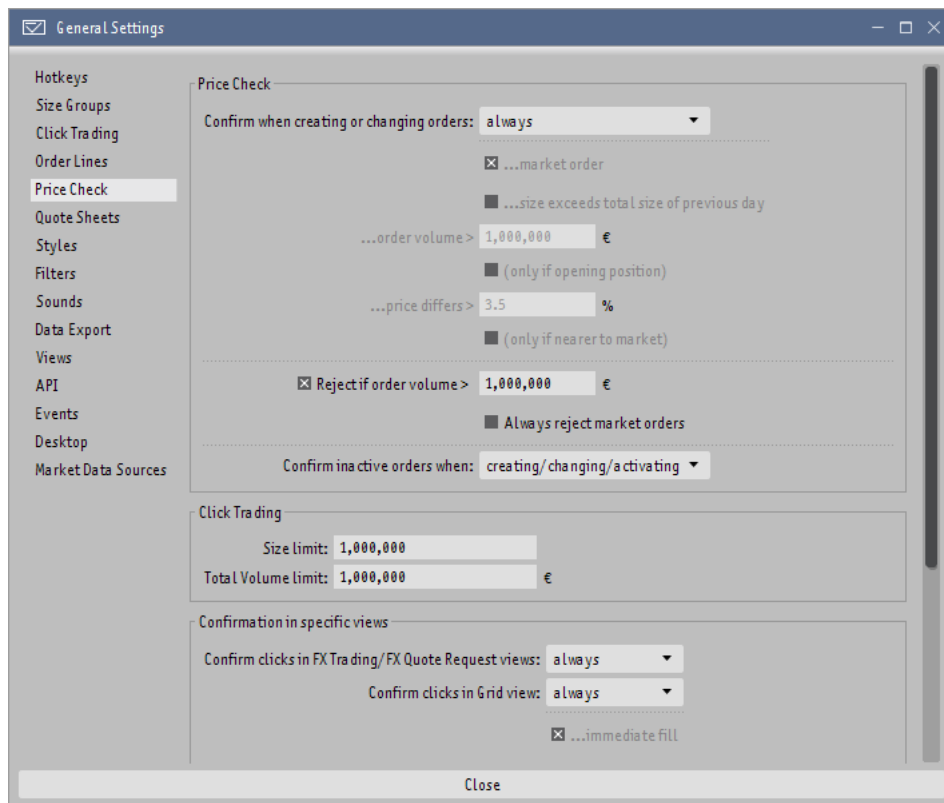 General Settings
Hotkeys
Size Groups
Click Trading
Order Lines
Price Check
Quote Sheets
Styles
Filters
Sounds
Data Export
Views
API
Events
Desktop
Market Data Sources
Price Check
Confirm when creating or changing orders: always
...market order
...size exceeds total size of previous day
...order volume > 1,000,000 €
(only if opening position)
...price differs > 3.5 %
(only if nearer to market)
Reject if order volume > 1,000,000 €
Always reject market orders
Confirm inactive orders when: creating/changing/activating
Click Trading
Size limit: 1,000,000
Total Volume limit: 1,000,000 €
Confirmation in specific views
Confirm clicks in FX Trading/FX Quote Request views: always
Confirm clicks in Grid view: always
...immediate fill
Close